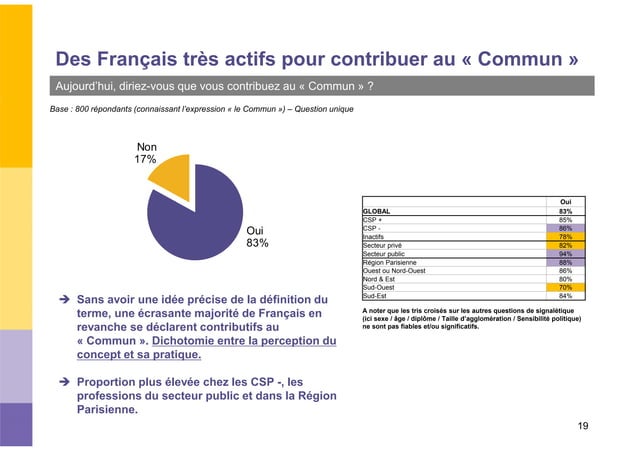 Des Français très actifs pour contribuer au « Commun »
Aujourd'hui, diriez-vous que vous contribuez au « Commun » ?
Base : 800 répondants (connaissant l'expression « le Commun ») – Question unique
Non
17%
Oui
83%
Oui
GLOBAL 83%
CSP + 85%
CSP - 86%
Inactifs 78%
Secteur privé 82%
Secteur public 94%
Région Parisienne 88%
Ouest ou Nord-Ouest 86%
Nord & Est 80%
Sud-Ouest 70%
Sud-Est 84%
A noter que les tris croisés sur les autres questions de signalétique
(ici sexe / âge / diplôme / Taille d'agglomération / Sensibilité politique)
ne sont pas fiables et/ou significatifs.
➔ Sans avoir une idée précise de la définition du
terme, une écrasante majorité de Français en
revanche se déclarent contributifs au
« Commun ». Dichotomie entre la perception du
concept et sa pratique.
➔ Proportion plus élevée chez les CSP -, les
professions du secteur public et dans la Région
Parisienne.
19